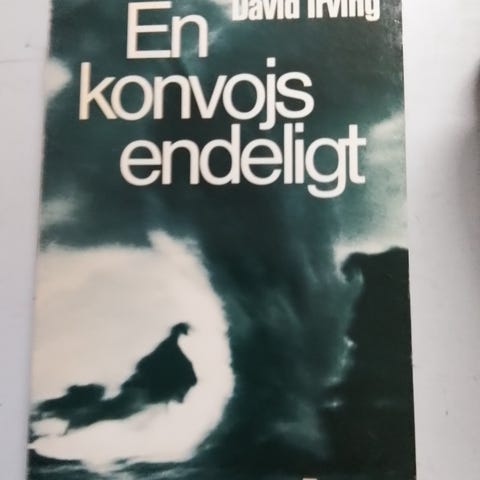 David Irving
En
konvojs
endeligt